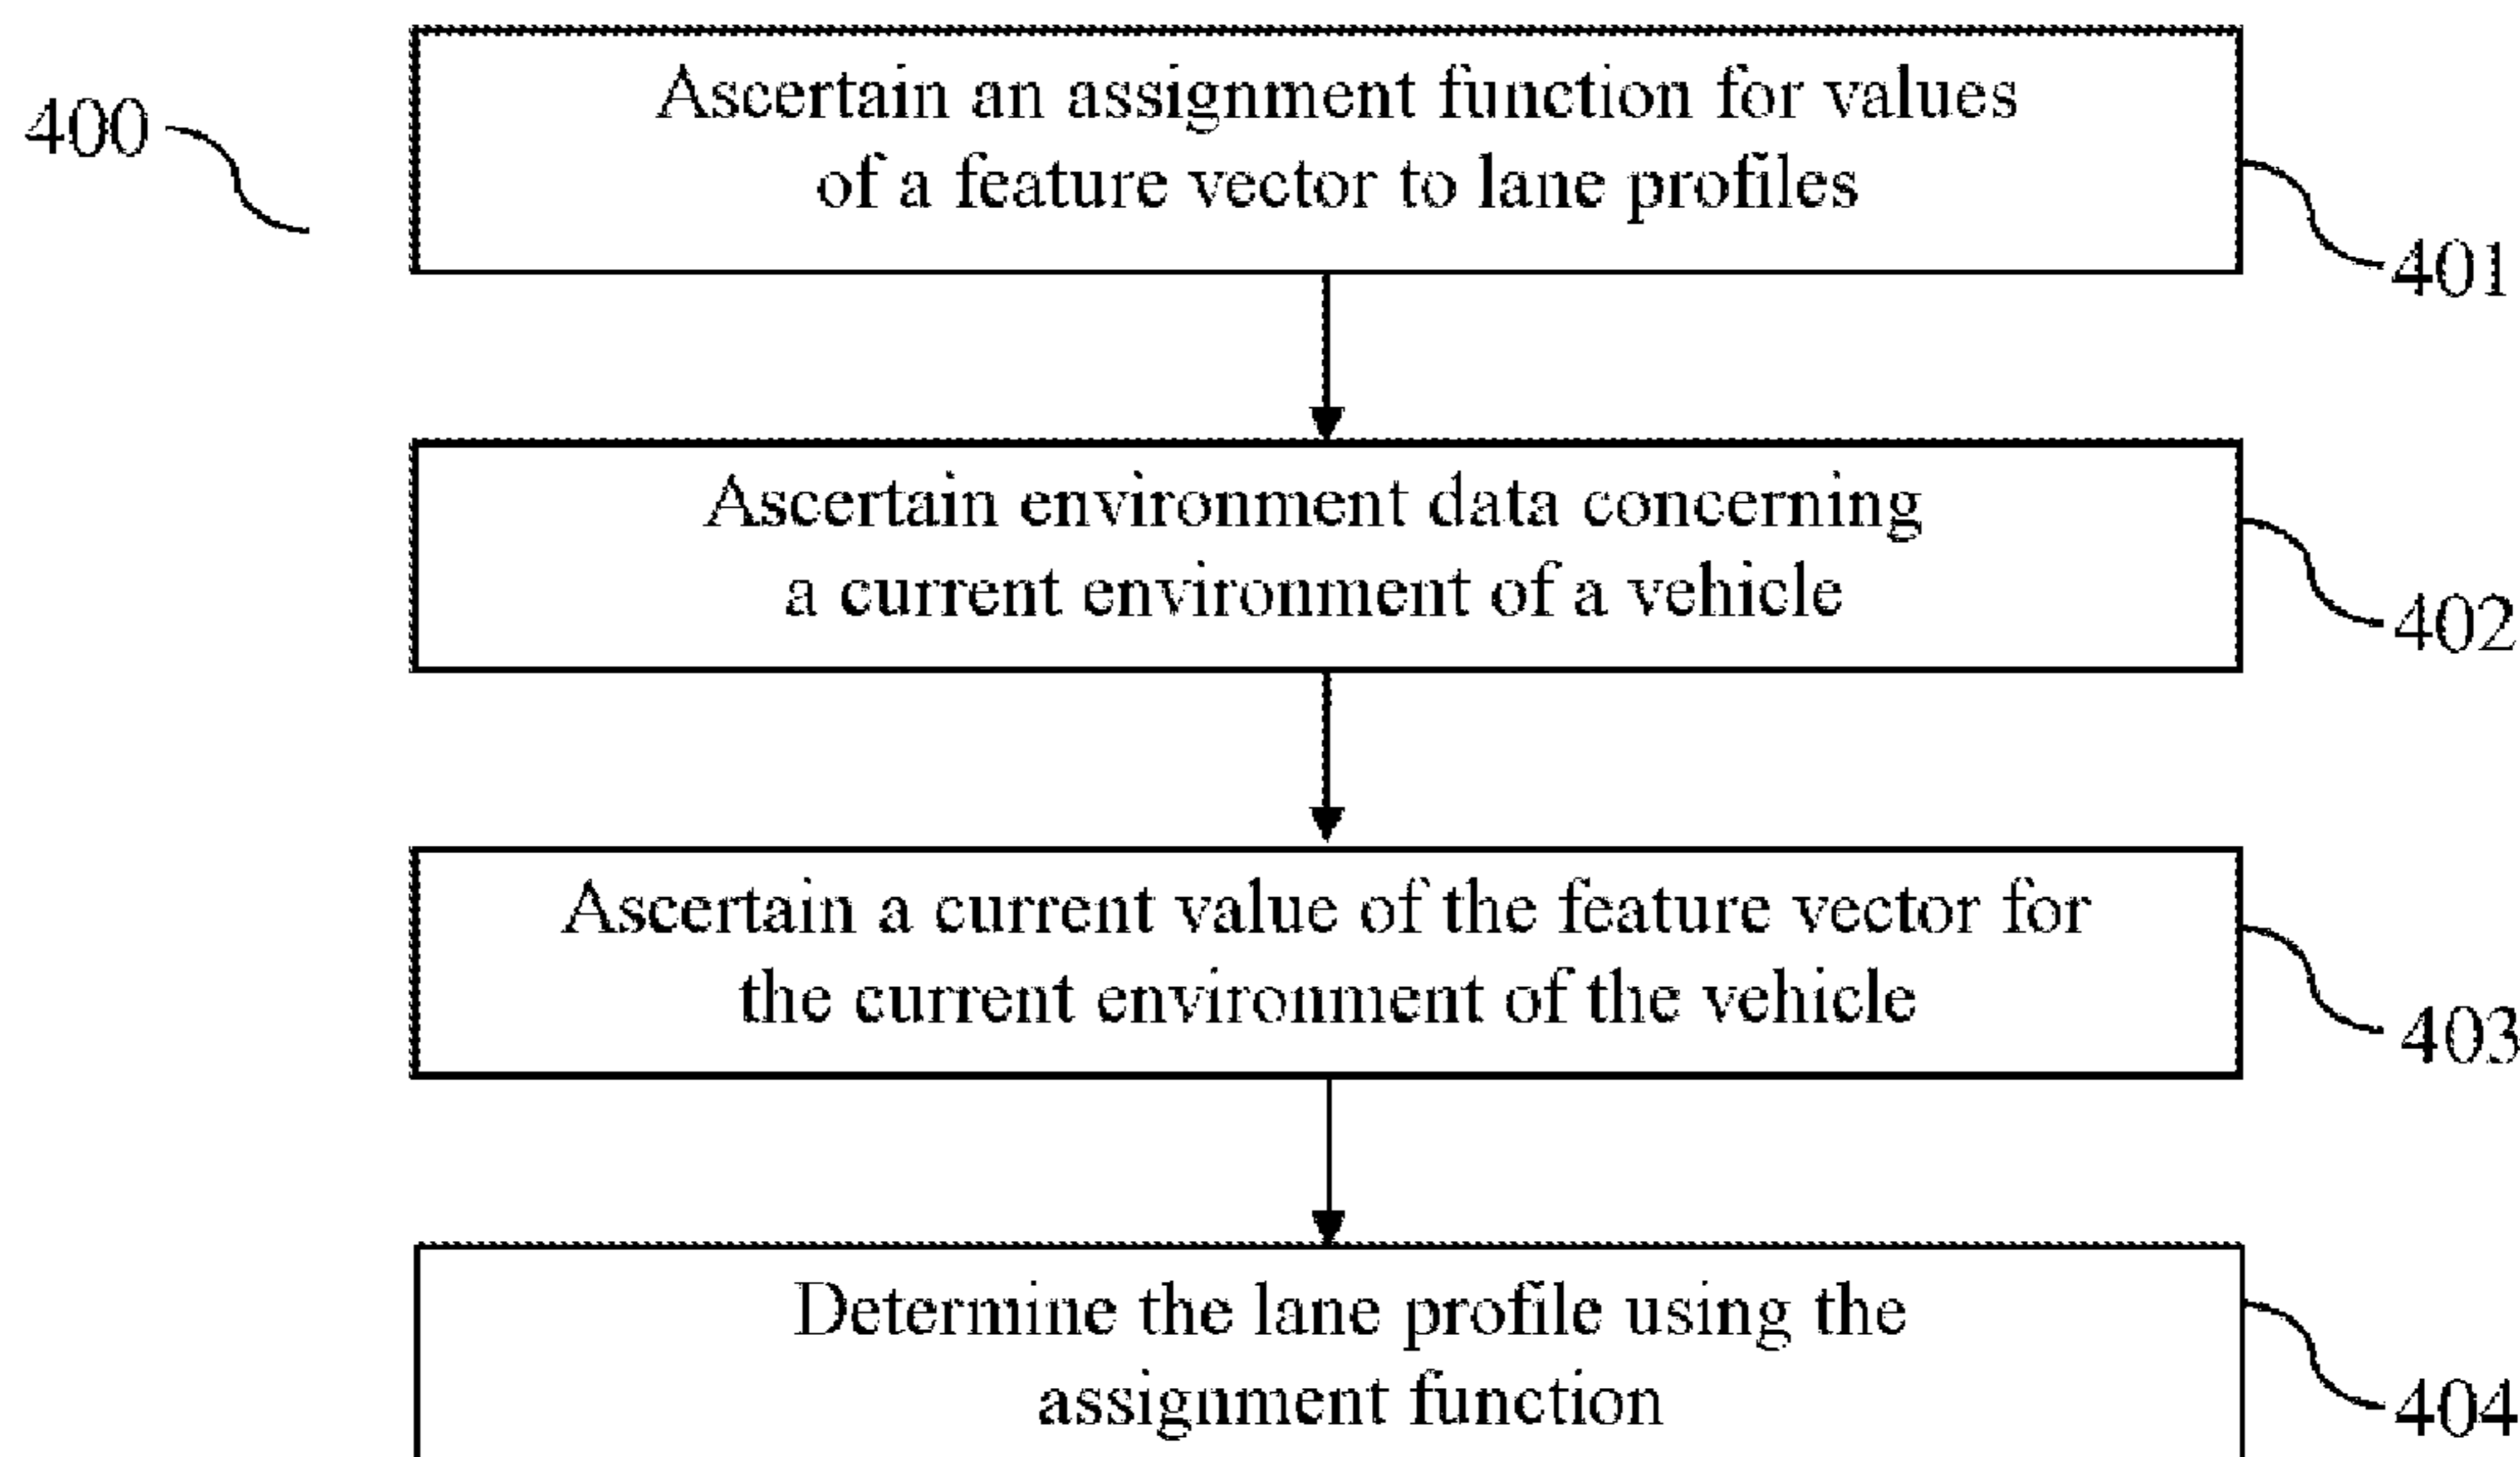 400
Ascertain an assignment function for values
of a feature vector to lane profiles
401
Ascertain environment data concerning
a current environment of a vehicle
402
Ascertain a current value of the feature vector for
the current environment of the vehicle
403
Determine the lane profile using the
assignment function
404